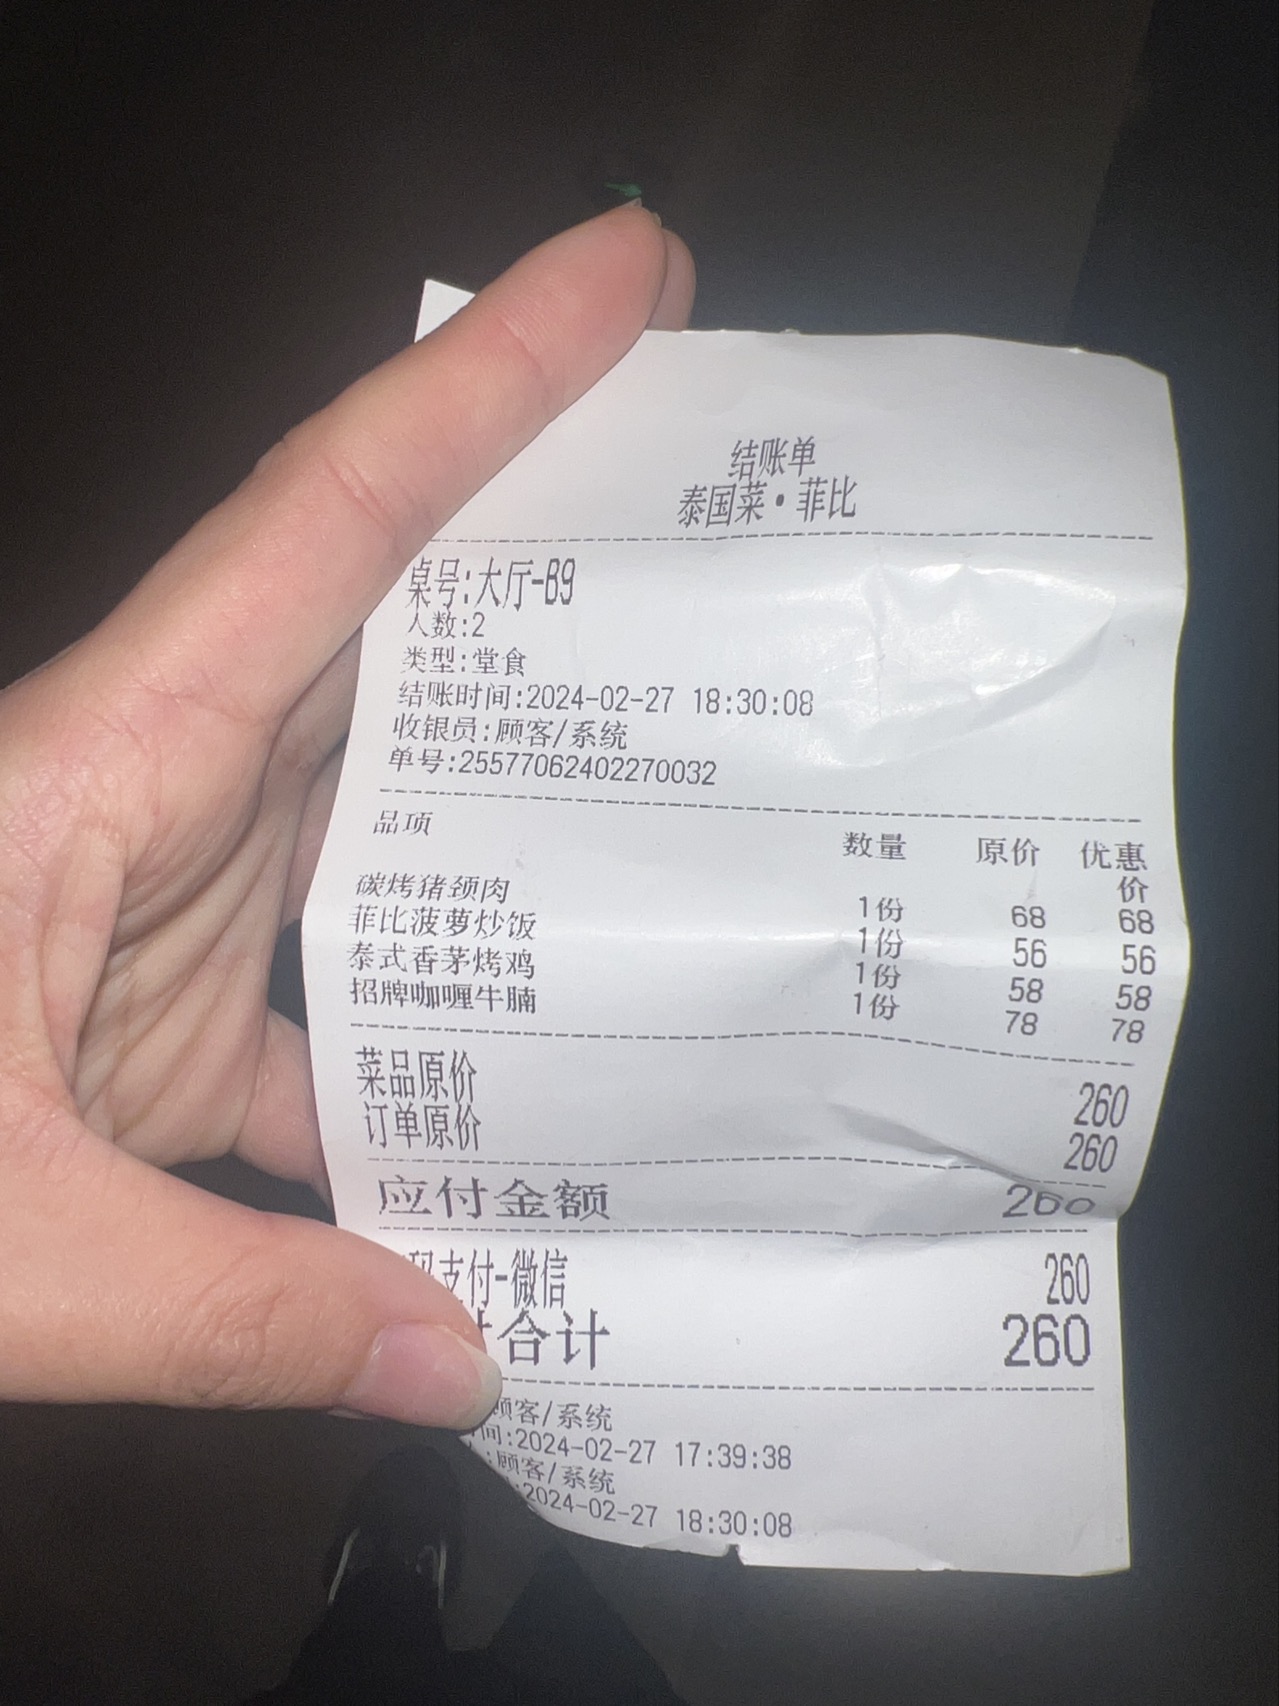 结账单
泰国菜·菲比
桌号:大厅-B9
人数:2
类型:堂食
结账时间:2024-02-27 18:30:08
收银员:顾客/系统
单号:25577062402270032
品项 数量 原价 优惠价
碳烤猪颈肉 1份 68 68
菲比菠萝炒饭 1份 56 56
泰式香茅烤鸡 1份 58 58
招牌咖喱牛腩 1份 78 78
菜品原价 260
订单原价 260
应付金额 260
码支付-微信 260
合计 260
顾客/系统
间:2024-02-27 17:39:38
:顾客/系统
:2024-02-27 18:30:08